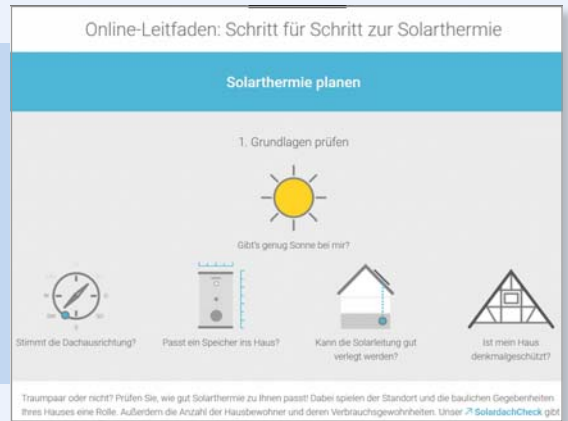 Online-Leitfaden: Schritt für Schritt zur Solarthermie
Solarthermie planen
1. Grundlagen prüfen
Gibt's genug Sonne bei mir?
Stimmt die Dachausrichtung?
Passt ein Speicher ins Haus?
Kann die Solarleitung gut
verlegt werden?
Ist mein Haus
denkmalgeschützt?
Traumpaar oder nicht? Prüfen Sie, wie gut Solarthermie zu Ihnen passt! Dabei spielen der Standort und die baulichen Gegebenheiten
Ihres Hauses eine Rolle. Außerdem die Anzahl der Hausbewohner und deren Verbrauchsgewohnheiten. Unser ↗ SolardachCheck gibt